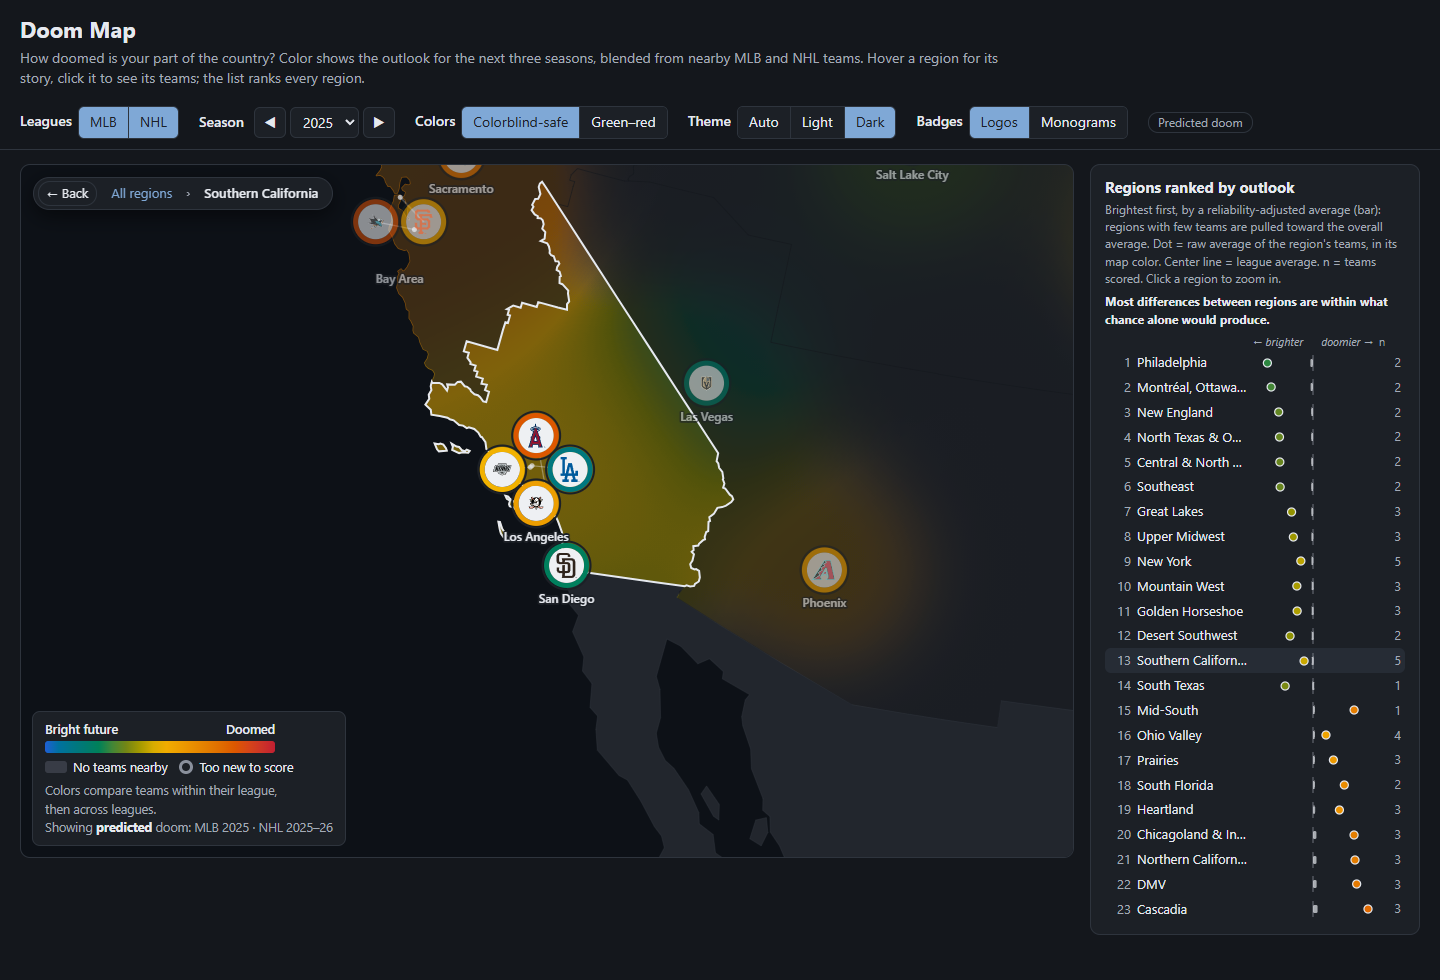 Doom Map
How doomed is your part of the country? Color shows the outlook for the next three seasons, blended from nearby MLB and NHL teams. Hover a region for its
story, click it to see its teams; the list ranks every region.
Leagues MLB NHL Season ◀ 2025 ▶ Colors Colorblind-safe Green–red Theme Auto Light Dark Badges Logos Monograms Predicted doom
← Back All regions › Southern California
Sacramento
Salt Lake City
SF
Bay Area
Las Vegas
A
KINGS
LA
Los Angeles
SD
San Diego
A
Phoenix
Bright future Doomed
No teams nearby Too new to score
Colors compare teams within their league,
then across leagues.
Showing predicted doom: MLB 2025 · NHL 2025–26
Regions ranked by outlook
Brightest first, by a reliability-adjusted average (bar):
regions with few teams are pulled toward the overall
average. Dot = raw average of the region's teams, in its
map color. Center line = league average. n = teams
scored. Click a region to zoom in.
Most differences between regions are within what
chance alone would produce.
← brighter doomier → n
1 Philadelphia 2
2 Montréal, Ottawa... 2
3 New England 2
4 North Texas & O... 2
5 Central & North ... 2
6 Southeast 2
7 Great Lakes 3
8 Upper Midwest 3
9 New York 5
10 Mountain West 3
11 Golden Horseshoe 3
12 Desert Southwest 2
13 Southern Californ... 5
14 South Texas 1
15 Mid-South 1
16 Ohio Valley 4
17 Prairies 3
18 South Florida 2
19 Heartland 3
20 Chicagoland & In... 3
21 Northern Californ... 3
22 DMV 3
23 Cascadia 3